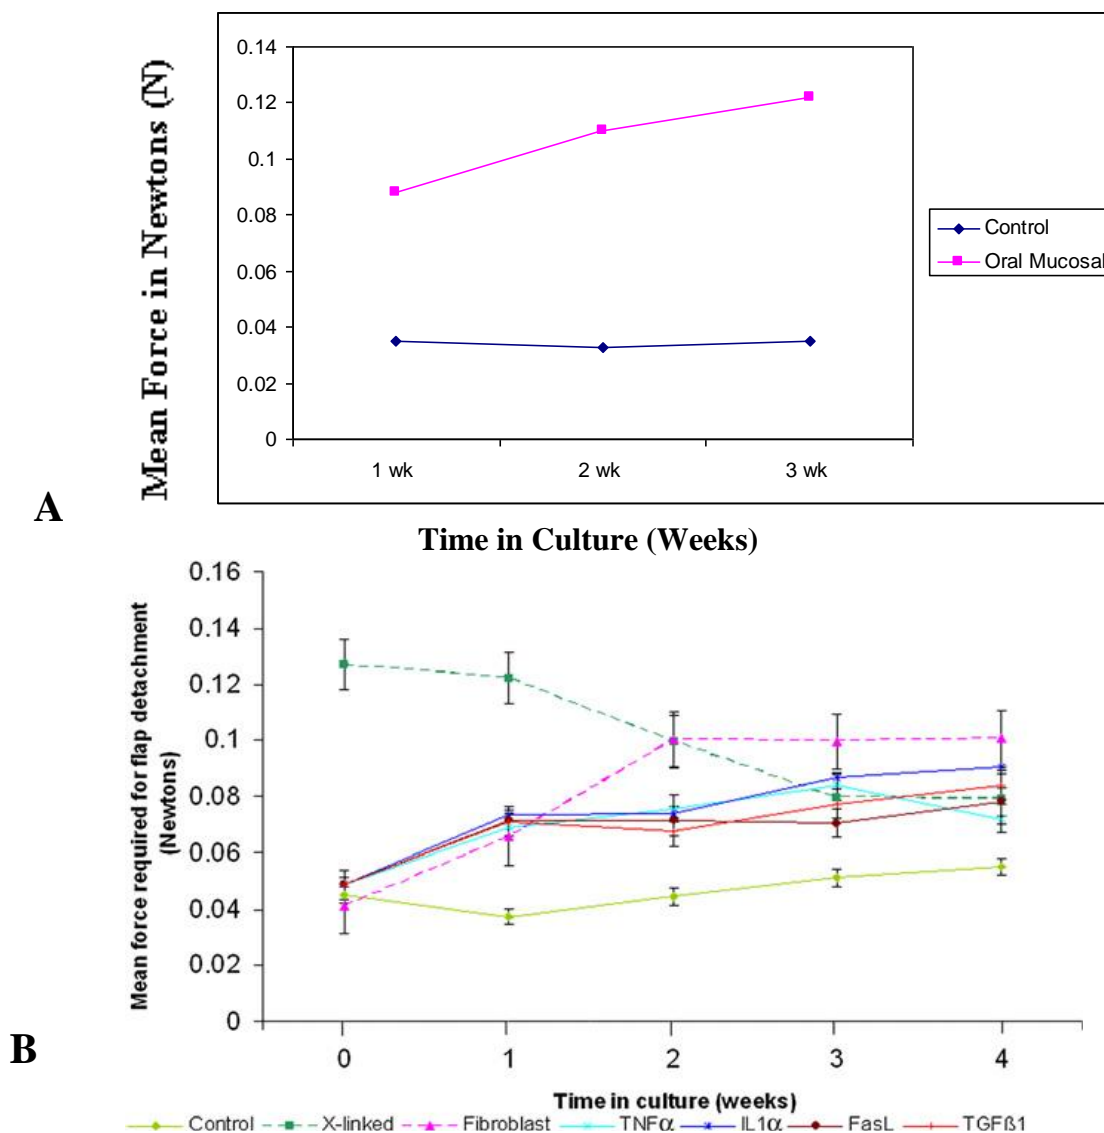 Mean Force in Newtons (N)
0.14
0.12
0.1
0.08
0.06
0.04
0.02
0
1 wk
2 wk
3 wk
Control
Oral Mucosal
A
Time in Culture (Weeks)
Mean force required for flap detachment
(Newtons)
0.16
0.14
0.12
0.1
0.08
0.06
0.04
0.02
0
0
1
2
3
4
B
Time in culture (weeks)
Control X-linked Fibroblast TNFα IL1α FasL TGFß1